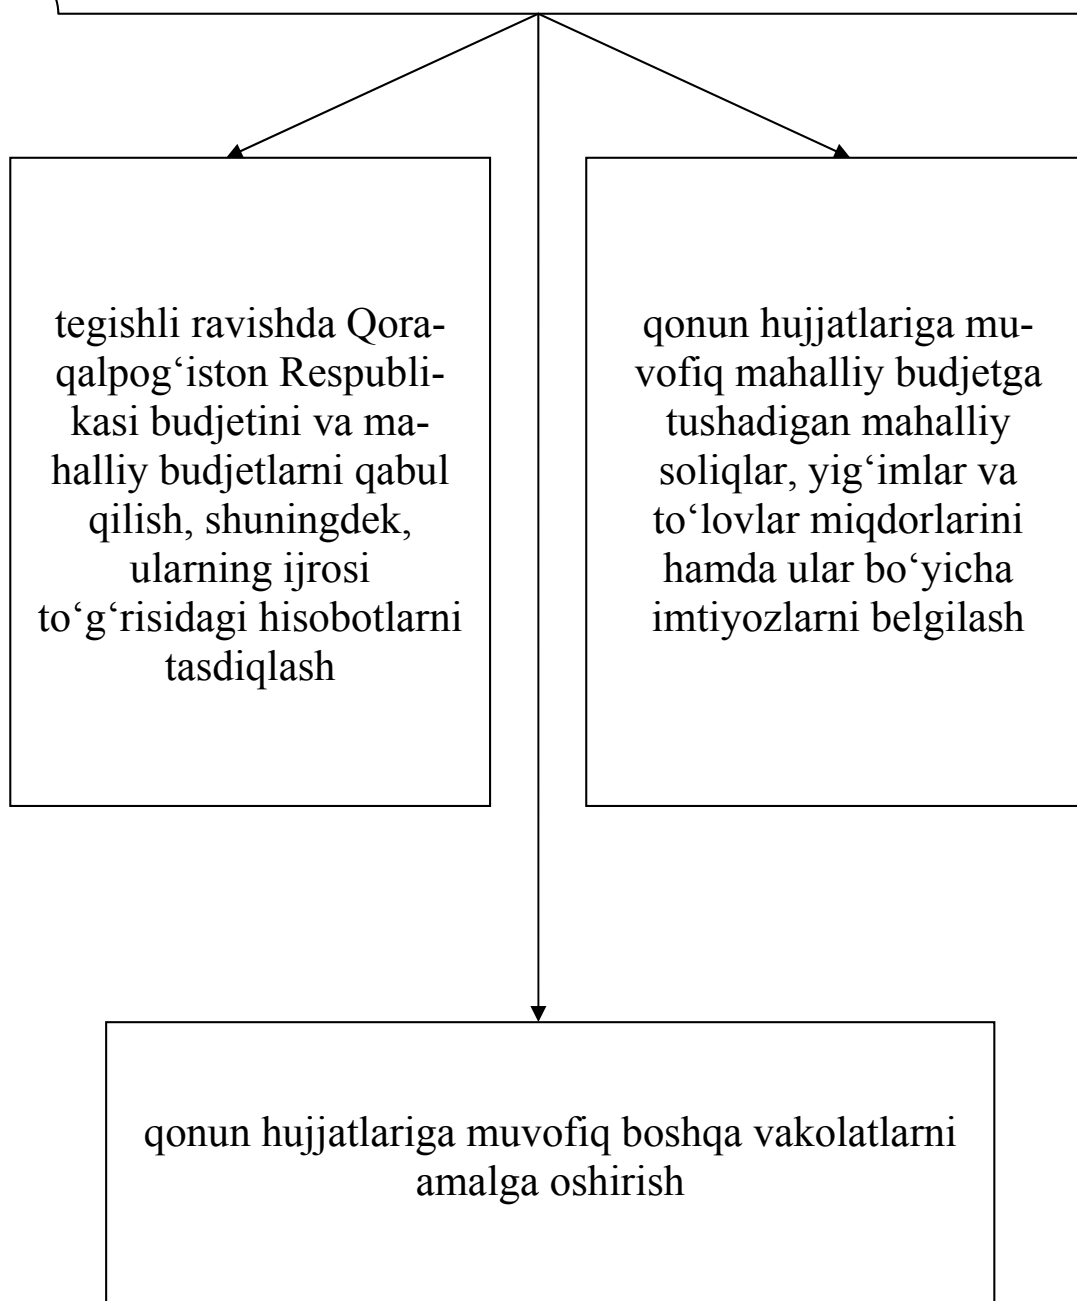 tegishli ravishda Qora-
qalpog‘iston Respubli-
kasi budjetini va ma-
halliy budjetlarni qabul
qilish, shuningdek,
ularning ijrosi
to‘g‘risidagi hisobotlarni
tasdiqlash
qonun hujjatlariga mu-
vofiq mahalliy budjetga
tushadigan mahalliy
soliqlar, yig‘imlar va
to‘lovlar miqdorlarini
hamda ular bo‘yicha
imtiyozlarni belgilash
qonun hujjatlariga muvofiq boshqa vakolatlarni
amalga oshirish